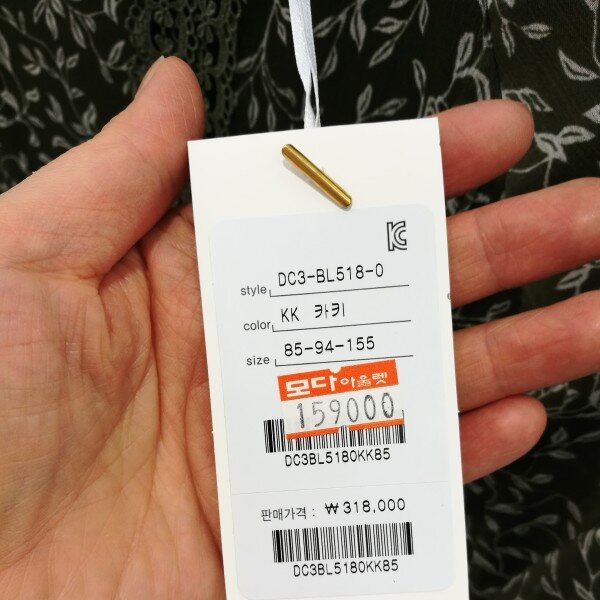 style DC3-BL518-0
color KK 카키
size 85-94-155
모다아울렛
159000
DC3BL5180KK85
판매가격 : ₩318,000
DC3BL5180KK85